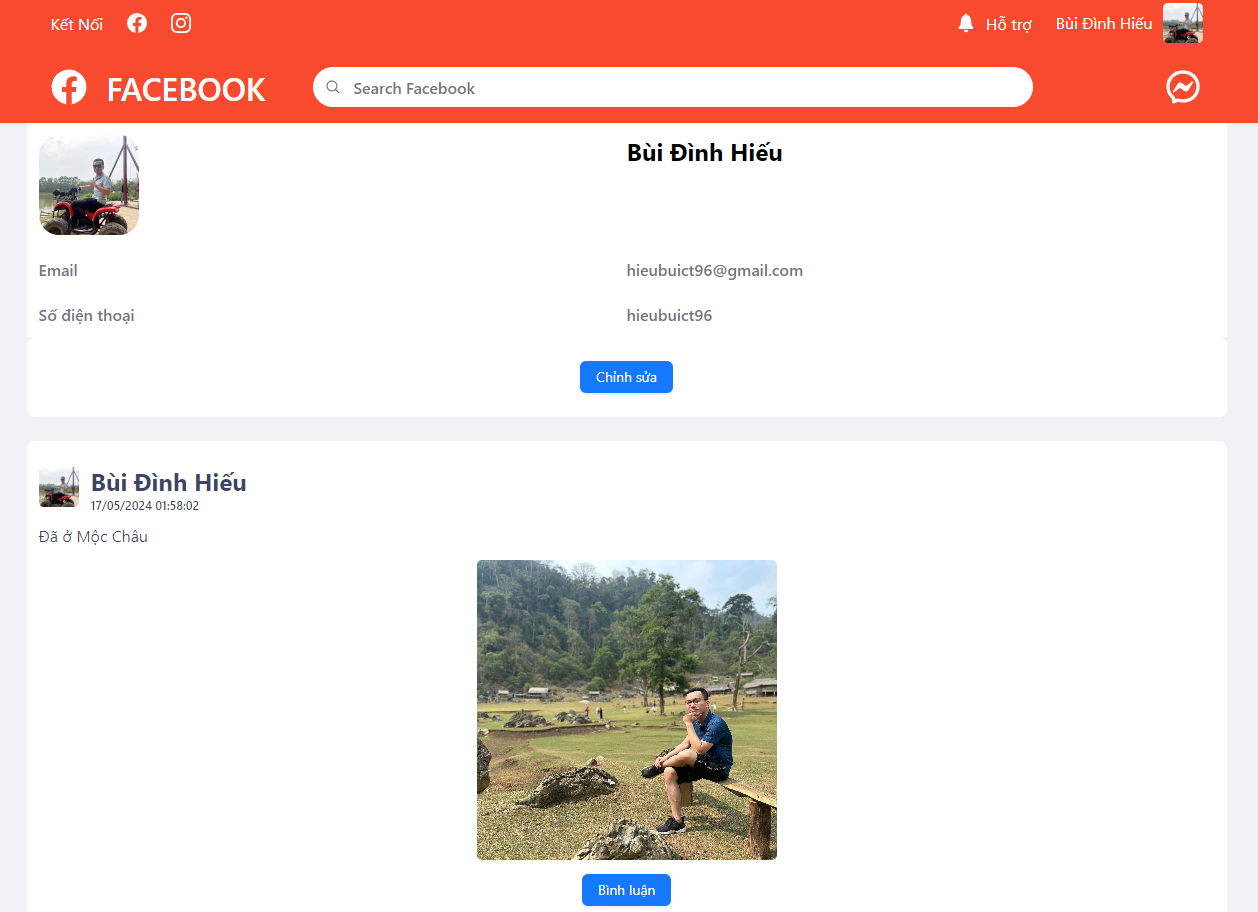 Kết Nối
Hỗ trợ
Bùi Đình Hiếu
FACEBOOK
Search Facebook
Bùi Đình Hiếu
Email
hieubuict96@gmail.com
Số điện thoại
hieubuict96
Chỉnh sửa
Bùi Đình Hiếu
17/05/2024 01:58:02
Đã ở Mộc Châu
Bình luận